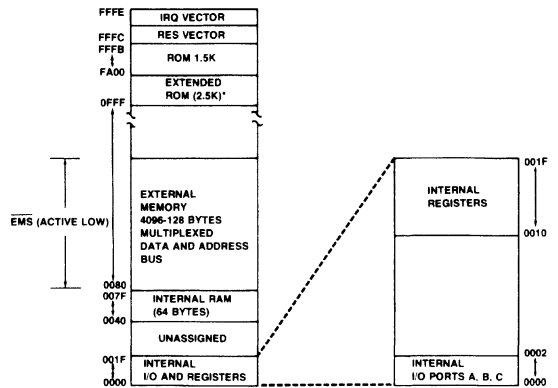 FFFE
IRQ VECTOR
FFFC
RES VECTOR
FFFB
ROM 1.5K
FA00
EXTENDED
ROM (2.5K)*
0FFF
EMS (ACTIVE LOW)
EXTERNAL
MEMORY
4096-128 BYTES
MULTIPLEXED
DATA AND ADDRESS
BUS
0080
007F
INTERNAL RAM
(64 BYTES)
0040
UNASSIGNED
001F
INTERNAL
I/O AND REGISTERS
0000
001F
INTERNAL
REGISTERS
0010
0002
INTERNAL
I/O PORTS A, B, C
0000